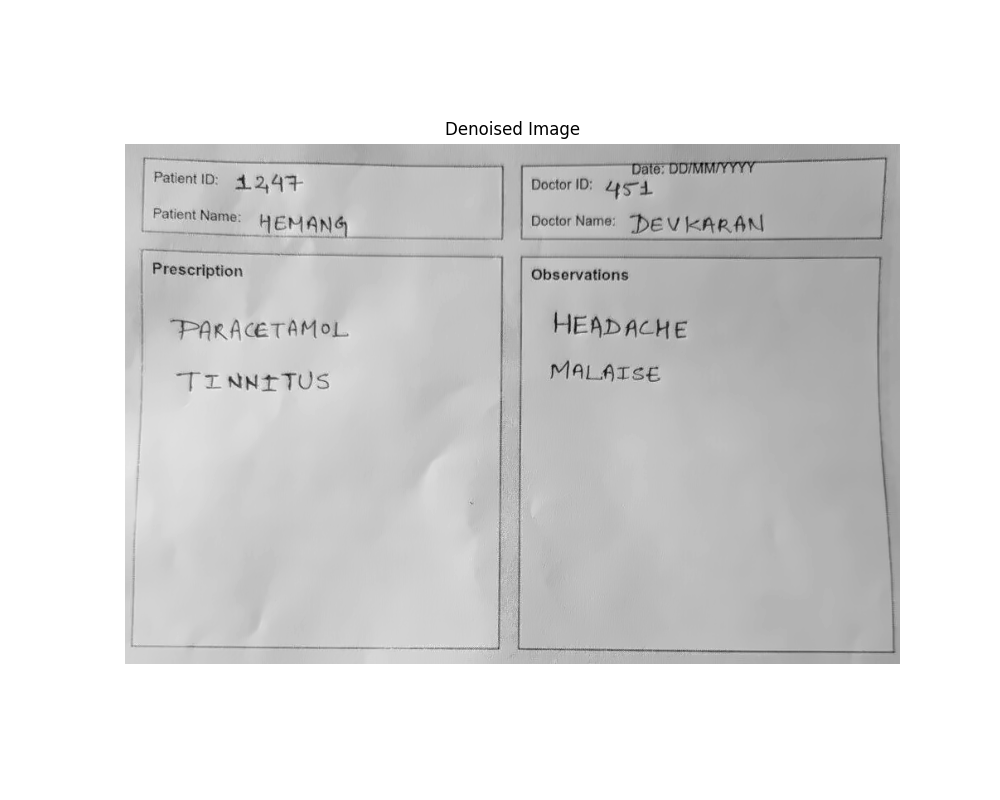 Denoised Image
Patient ID: 1247
Patient Name: HEMANG
Date: DD/MM/YYYY
Doctor ID: 451
Doctor Name: DEVKARAN
Prescription
PARACETAMOL
TINNITUS
Observations
HEADACHE
MALAISE